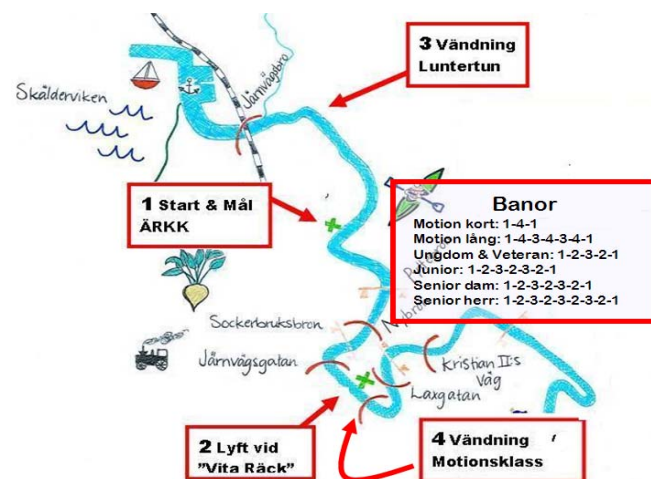 3 Vändning
Luntertun
Järnvägsbro
Skälderviken
1 Start & Mål
ÄRKK
Banor
Motion kort: 1-4-1
Motion lång: 1-4-3-4-3-4-1
Ungdom & Veteran: 1-2-3-2-1
Junior: 1-2-3-2-3-2-1
Senior dam: 1-2-3-2-3-2-1
Senior herr: 1-2-3-2-3-2-3-2-1
Nybron
Sockerbruksbron
Järnvägsgatan
Kristian II:s
Väg
Laxgatan
2 Lyft vid
”Vita Räck”
4 Vändning
Motionsklass